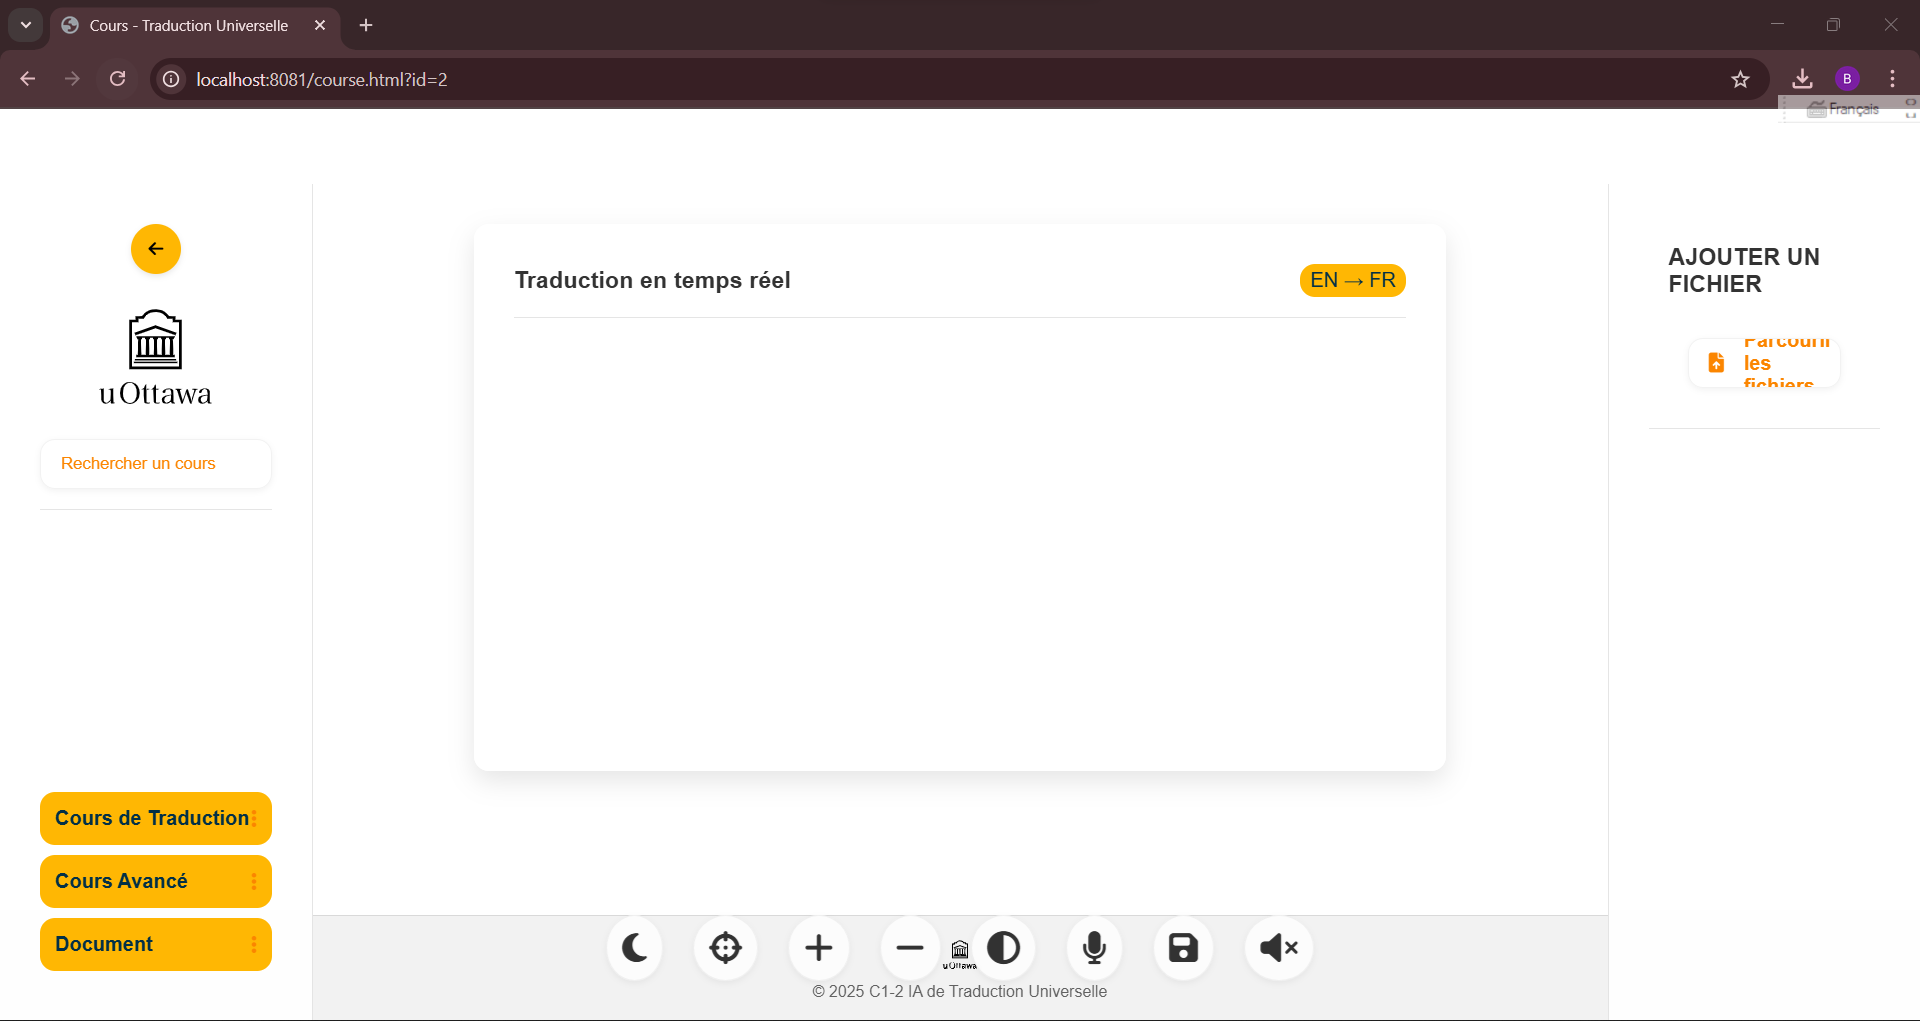 Cours - Traduction Universelle
localhost:8081/course.html?id=2
B
Français
uOttawa
Rechercher un cours
Cours de Traduction
Cours Avancé
Document
Traduction en temps réel
EN → FR
AJOUTER UN
FICHIER
Parcourir
les
fichiers
uOttawa
© 2025 C1-2 IA de Traduction Universelle